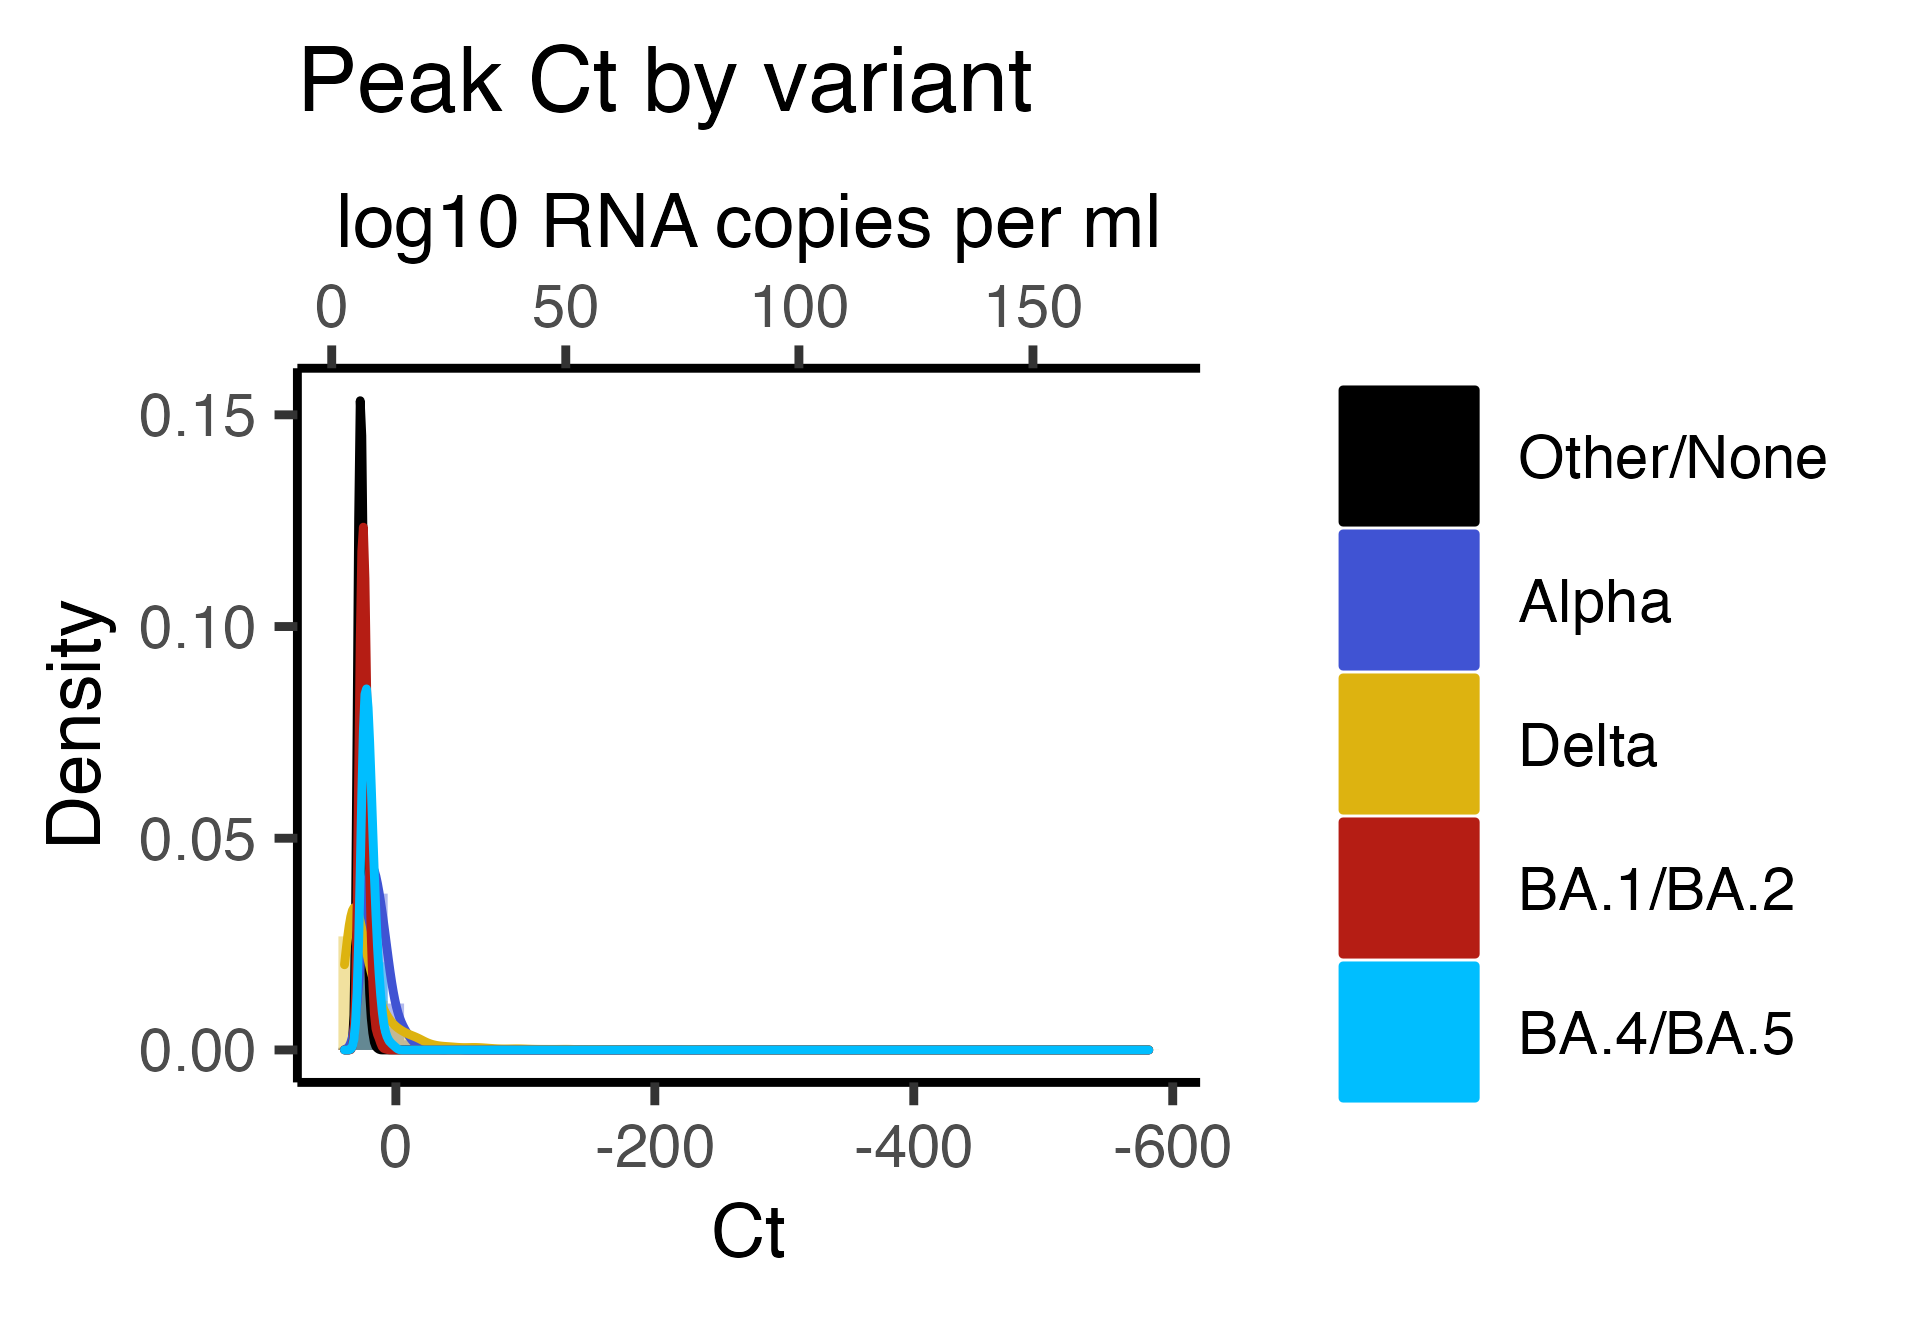 Peak Ct by variant
log10 RNA copies per ml
0 50 100 150
0.15
0.10
0.05
0.00
Density
0 -200 -400 -600
Ct
Other/None
Alpha
Delta
BA.1/BA.2
BA.4/BA.5